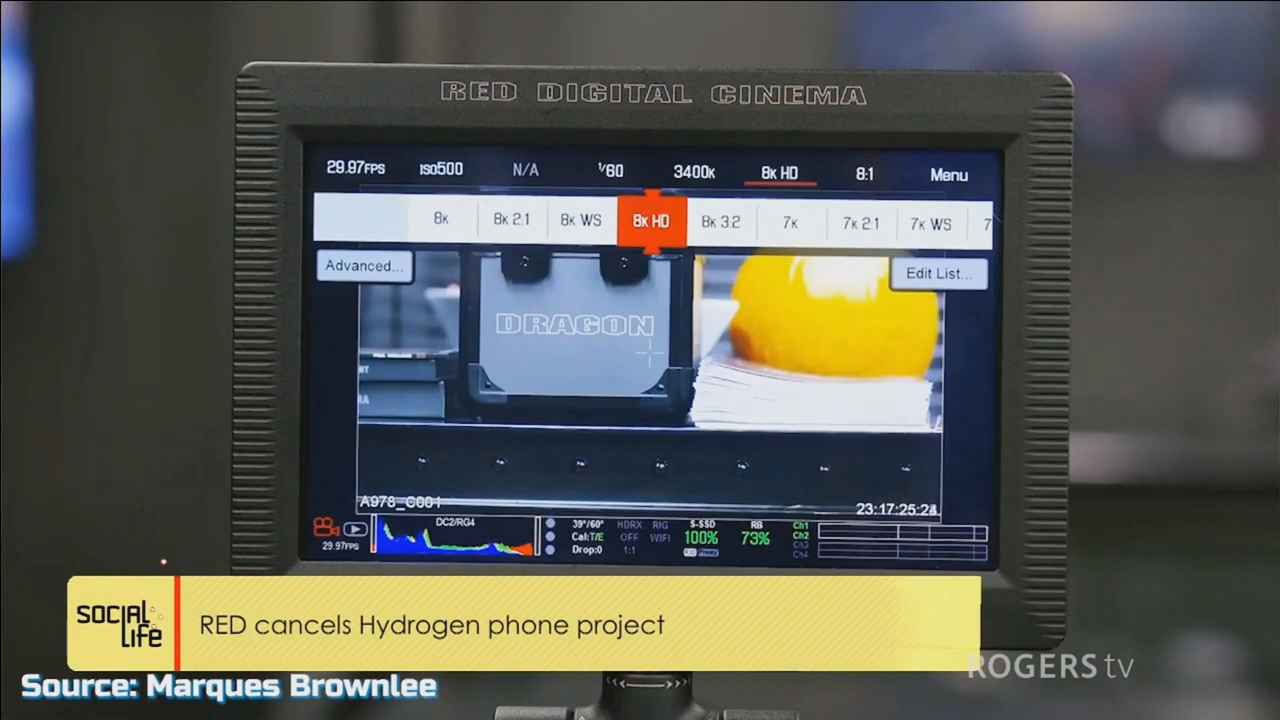 RED DIGITAL CINEMA
29.97FPS ISO500 N/A 1/60 3400K 8K HD 8:1 Menu
8K 8K 2:1 8K WS 8K HD 8K 3:2 7K 7K 2:1 7K WS 7
Advanced... Edit List...
DRAGON
A978_C001 23:17:25:24
DC2/RG4 39°/60° HDRX RIG S-SSD RB Ch1
Cal:T/E OFF WIFI 100% 73% Ch2
29.97FPS Drop:0 1:1 Ch3
Ch4
SOCIAL
LIFE
RED cancels Hydrogen phone project
ROGERS tv
Source: Marques Brownlee